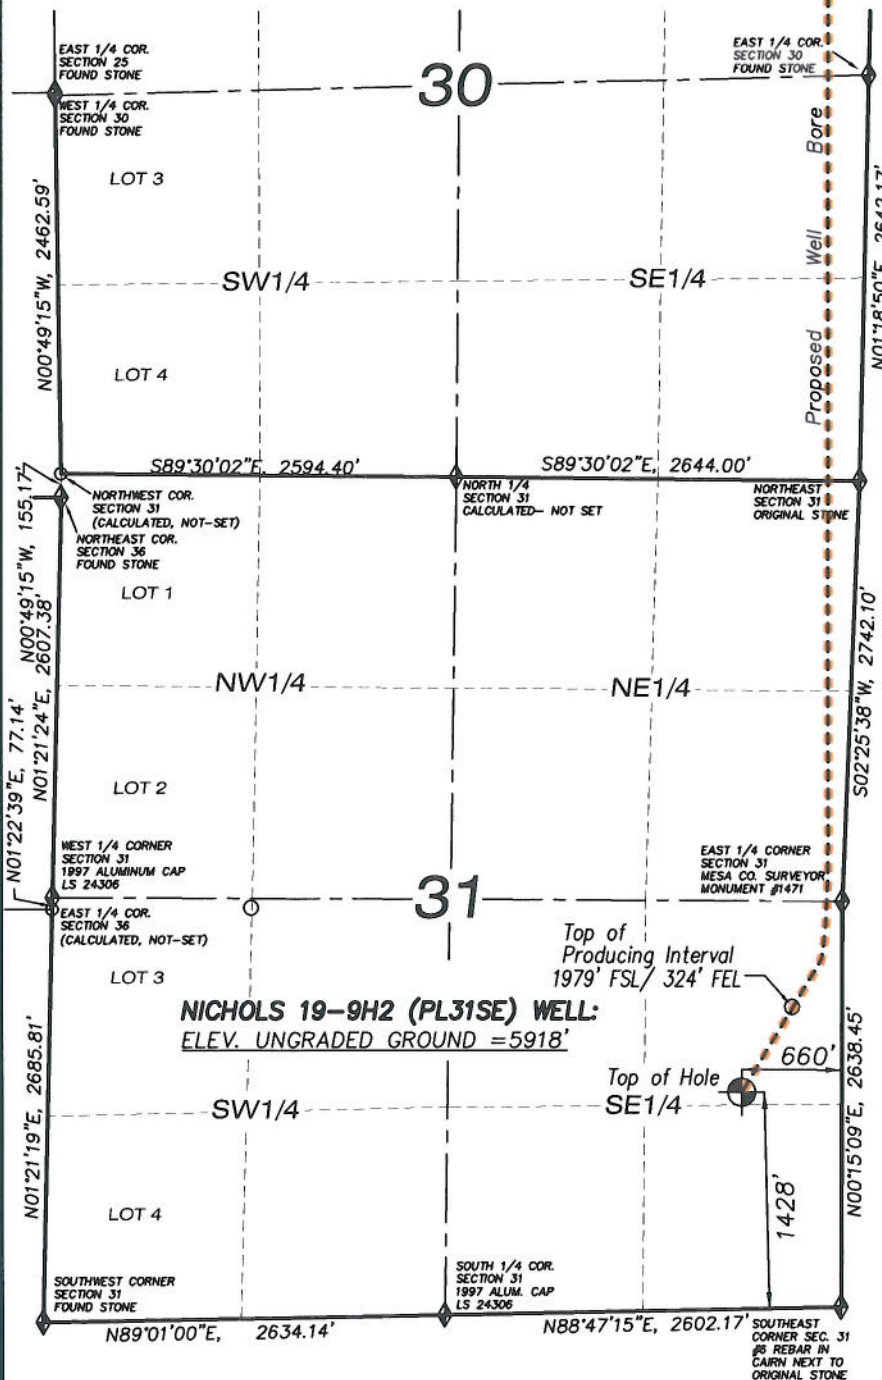 EAST 1/4 COR.
SECTION 25
FOUND STONE
WEST 1/4 COR.
SECTION 30
FOUND STONE
30
EAST 1/4 COR.
SECTION 30
FOUND STONE
LOT 3
N00°49'15"W, 2462.59'
SW1/4
SE1/4
Proposed Well Bore
N01°18'50"E, 2642.17'
LOT 4
S89°30'02"E, 2594.40'
S89°30'02"E, 2644.00'
N00°49'15"W, 155.17'
NORTHWEST COR.
SECTION 31
(CALCULATED, NOT-SET)
NORTHEAST COR.
SECTION 36
FOUND STONE
NORTH 1/4
SECTION 31
CALCULATED- NOT SET
NORTHEAST
SECTION 31
ORIGINAL STONE
LOT 1
N01°21'24"E, 2607.38'
NW1/4
NE1/4
S02°25'38"W, 2742.10'
N01°22'39"E, 77.14'
LOT 2
WEST 1/4 CORNER
SECTION 31
1997 ALUMINUM CAP
LS 24306
31
EAST 1/4 CORNER
SECTION 31
MESA CO. SURVEYOR
MONUMENT #1471
EAST 1/4 COR.
SECTION 36
(CALCULATED, NOT-SET)
LOT 3
Top of
Producing Interval
1979' FSL/ 324' FEL
NICHOLS 19-9H2 (PL31SE) WELL:
ELEV. UNGRADED GROUND =5918'
660'
Top of Hole
N01°21'19"E, 2685.81'
SW1/4
SE1/4
N00°15'09"E, 2638.45'
1428'
LOT 4
SOUTHWEST CORNER
SECTION 31
FOUND STONE
SOUTH 1/4 COR.
SECTION 31
1997 ALUM. CAP
LS 24306
N89°01'00"E, 2634.14'
N88°47'15"E, 2602.17'
SOUTHEAST
CORNER SEC. 31
#6 REBAR IN
CAIRN NEXT TO
ORIGINAL STONE